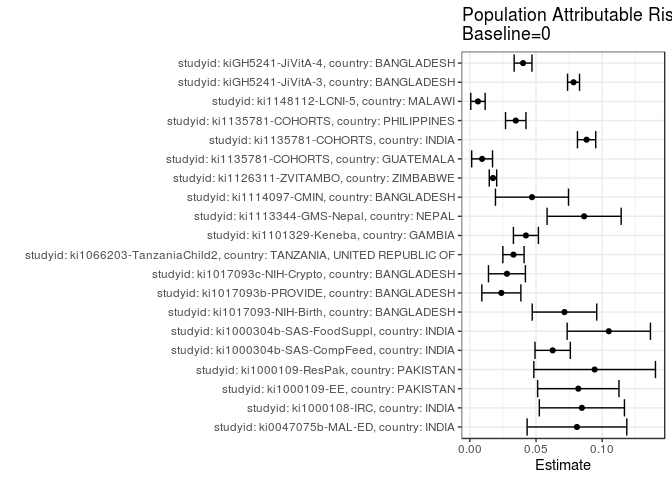 Population Attributable Ris
Baseline=0
studyid: kiGH5241-JiVitA-4, country: BANGLADESH
studyid: kiGH5241-JiVitA-3, country: BANGLADESH
studyid: ki1148112-LCNI-5, country: MALAWI
studyid: ki1135781-COHORTS, country: PHILIPPINES
studyid: ki1135781-COHORTS, country: INDIA
studyid: ki1135781-COHORTS, country: GUATEMALA
studyid: ki1126311-ZVITAMBO, country: ZIMBABWE
studyid: ki1114097-CMIN, country: BANGLADESH
studyid: ki1113344-GMS-Nepal, country: NEPAL
studyid: ki1101329-Keneba, country: GAMBIA
studyid: ki1066203-TanzaniaChild2, country: TANZANIA, UNITED REPUBLIC OF
studyid: ki1017093c-NIH-Crypto, country: BANGLADESH
studyid: ki1017093b-PROVIDE, country: BANGLADESH
studyid: ki1017093-NIH-Birth, country: BANGLADESH
studyid: ki1000304b-SAS-FoodSuppl, country: INDIA
studyid: ki1000304b-SAS-CompFeed, country: INDIA
studyid: ki1000109-ResPak, country: PAKISTAN
studyid: ki1000109-EE, country: PAKISTAN
studyid: ki1000108-IRC, country: INDIA
studyid: ki0047075b-MAL-ED, country: INDIA
0.00 0.05 0.10
Estimate